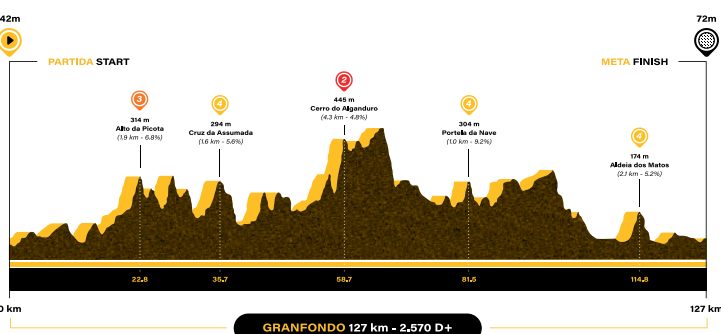 42m
72m
PARTIDA START
META FINISH
3
314 m
Alto da Picota
(1.9 km - 6.8%)
4
294 m
Cruz da Assumada
(1.6 km - 5.6%)
2
445 m
Cerro do Alganduro
(4.3 km - 4.8%)
4
304 m
Portela da Nave
(1.0 km - 9.2%)
4
174 m
Aldeia dos Matos
(2.1 km - 5.2%)
22.8
35.7
58.7
81.5
114.8
0 km
127 km
GRANFONDO 127 km - 2.570 D+